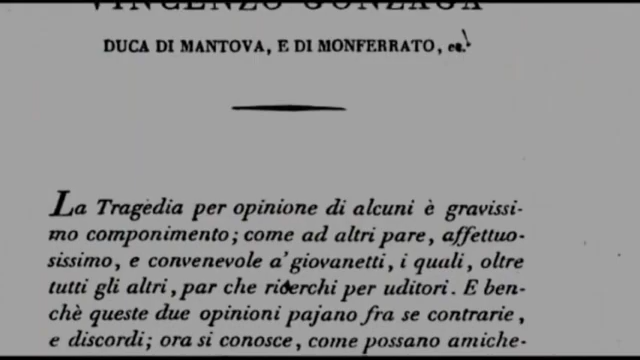 VINCENZO GONZAGA
DUCA DI MANTOVA, E DI MONFERRATO, ec.
La Tragedia per opinione di alcuni è gravissi-
mo componimento; come ad altri pare, affettuo-
sissimo, e convenevole a' giovanetti, i quali, oltre
tutti gli altri, par che ricerchi per uditori. E ben-
chè queste due opinioni pajano fra se contrarie,
e discordi; ora si conosce, come possano amiche-